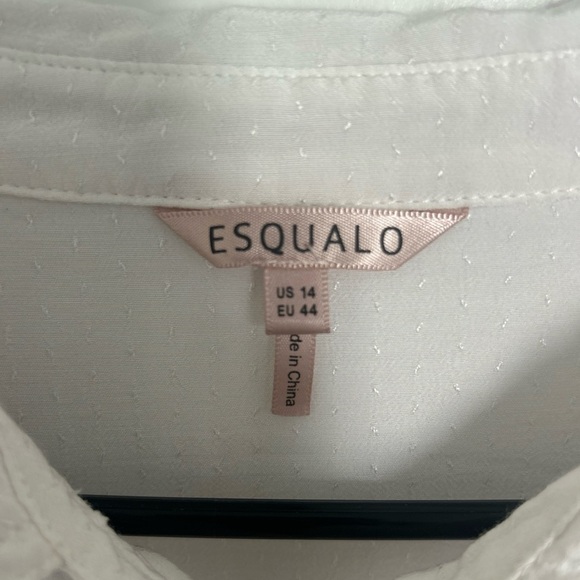 ESQUALO
US 14
EU 44
de in China